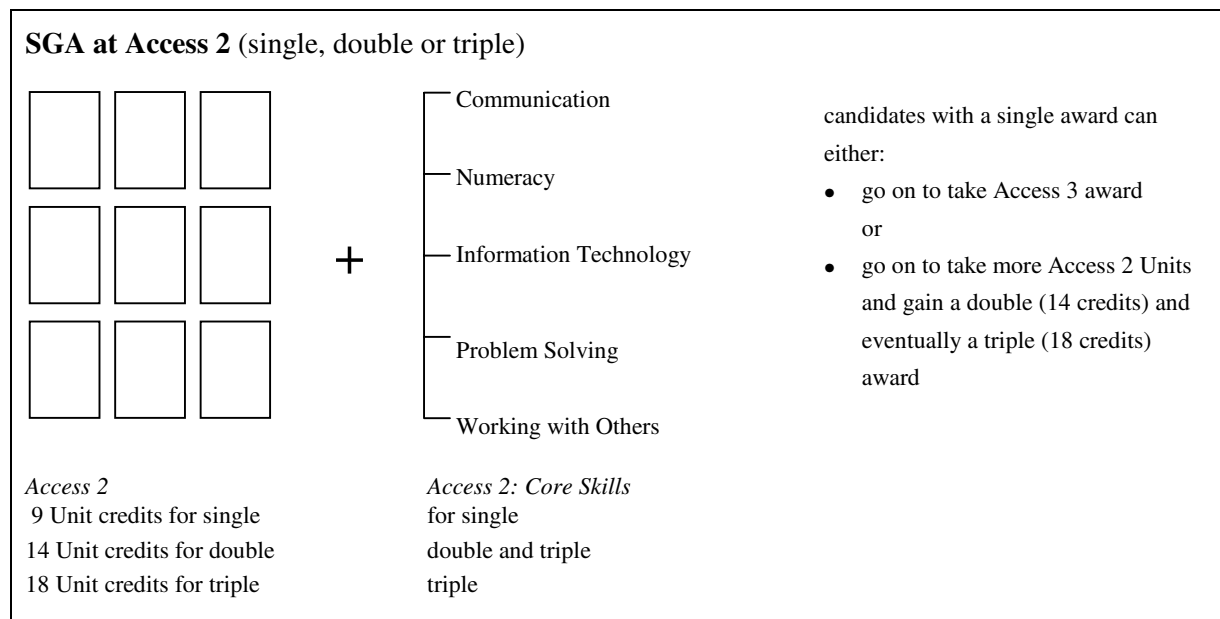 SGA at Access 2 (single, double or triple)
Communication
Numeracy
+
Information Technology
Problem Solving
Working with Others
candidates with a single award can
either:
• go on to take Access 3 award
or
• go on to take more Access 2 Units
and gain a double (14 credits) and
eventually a triple (18 credits)
award
Access 2
9 Unit credits for single
14 Unit credits for double
18 Unit credits for triple
Access 2: Core Skills
for single
double and triple
triple